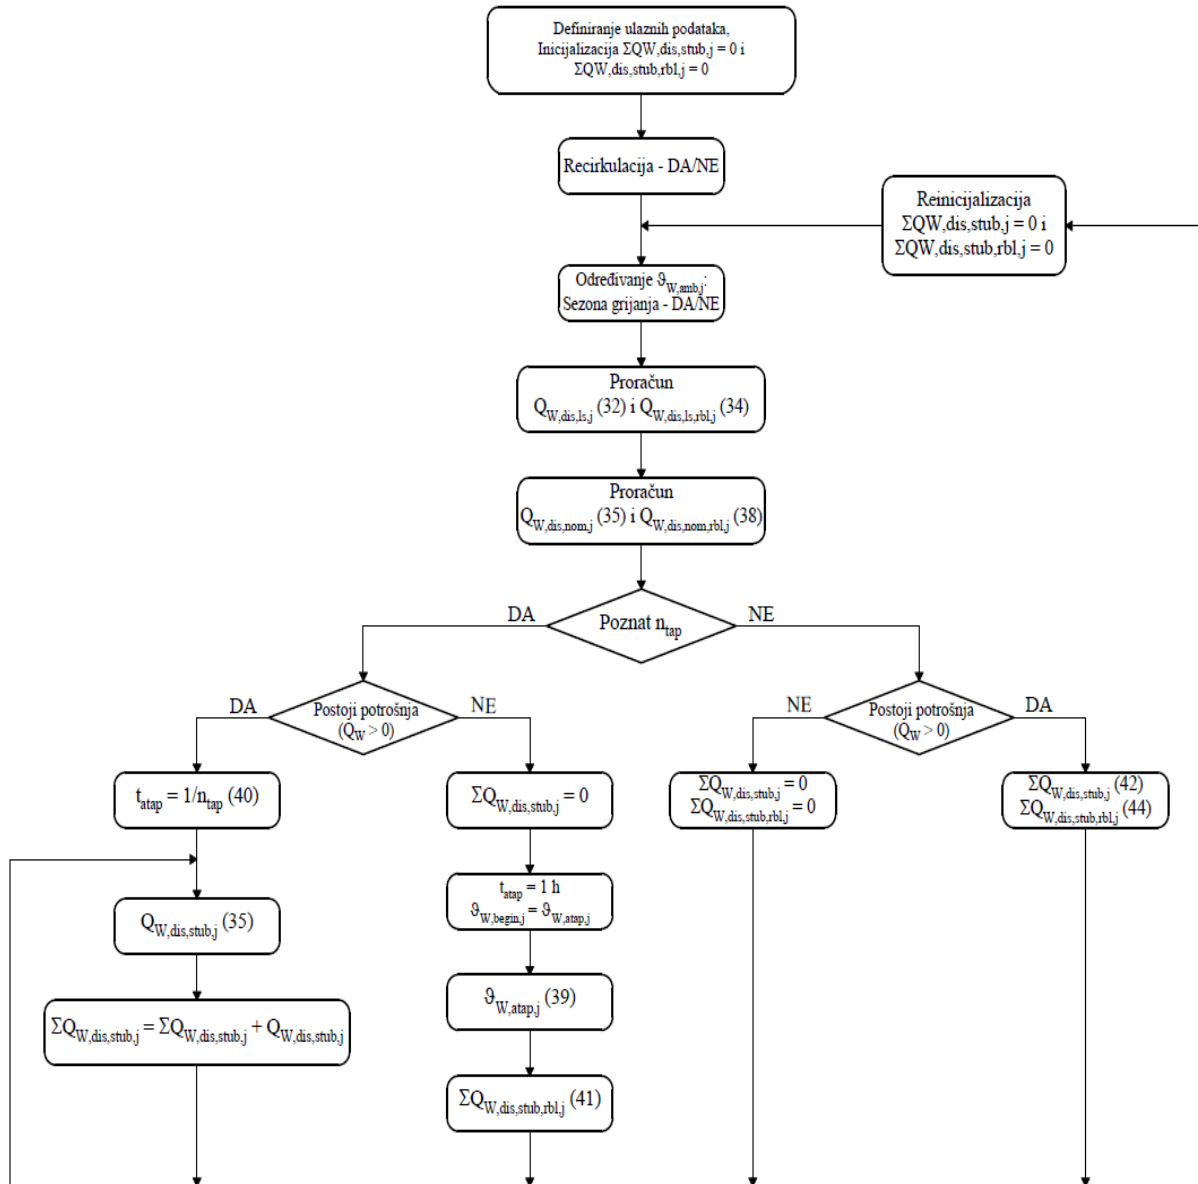 Definiranje ulaznih podataka,
Inicijalizacija ΣQW,dis,stub,j = 0 i
ΣQW,dis,stub,rbl,j = 0
Recirkulacija - DA/NE
Reinicijalizacija
ΣQW,dis,stub,j = 0 i
ΣQW,dis,stub,rbl,j = 0
Određivanje ϑW,amb,j:
Sezona grijanja - DA/NE
Proračun
QW,dis,ls,j (32) i QW,dis,ls,rbl,j (34)
Proračun
QW,dis,nom,j (35) i QW,dis,nom,rbl,j (38)
DA
Poznat ntap
NE
DA
Postoji potrošnja
(QW > 0)
NE
NE
Postoji potrošnja
(QW > 0)
DA
tatap = 1/ntap (40)
ΣQW,dis,stub,j = 0
ΣQW,dis,stub,j = 0
ΣQW,dis,stub,rbl,j = 0
ΣQW,dis,stub,j (42)
ΣQW,dis,stub,rbl,j (44)
tatap = 1 h
ϑW,begin,j = ϑW,atap,j
QW,dis,stub,j (35)
ϑW,atap,j (39)
ΣQW,dis,stub,j = ΣQW,dis,stub,j + QW,dis,stub,j
ΣQW,dis,stub,rbl,j (41)